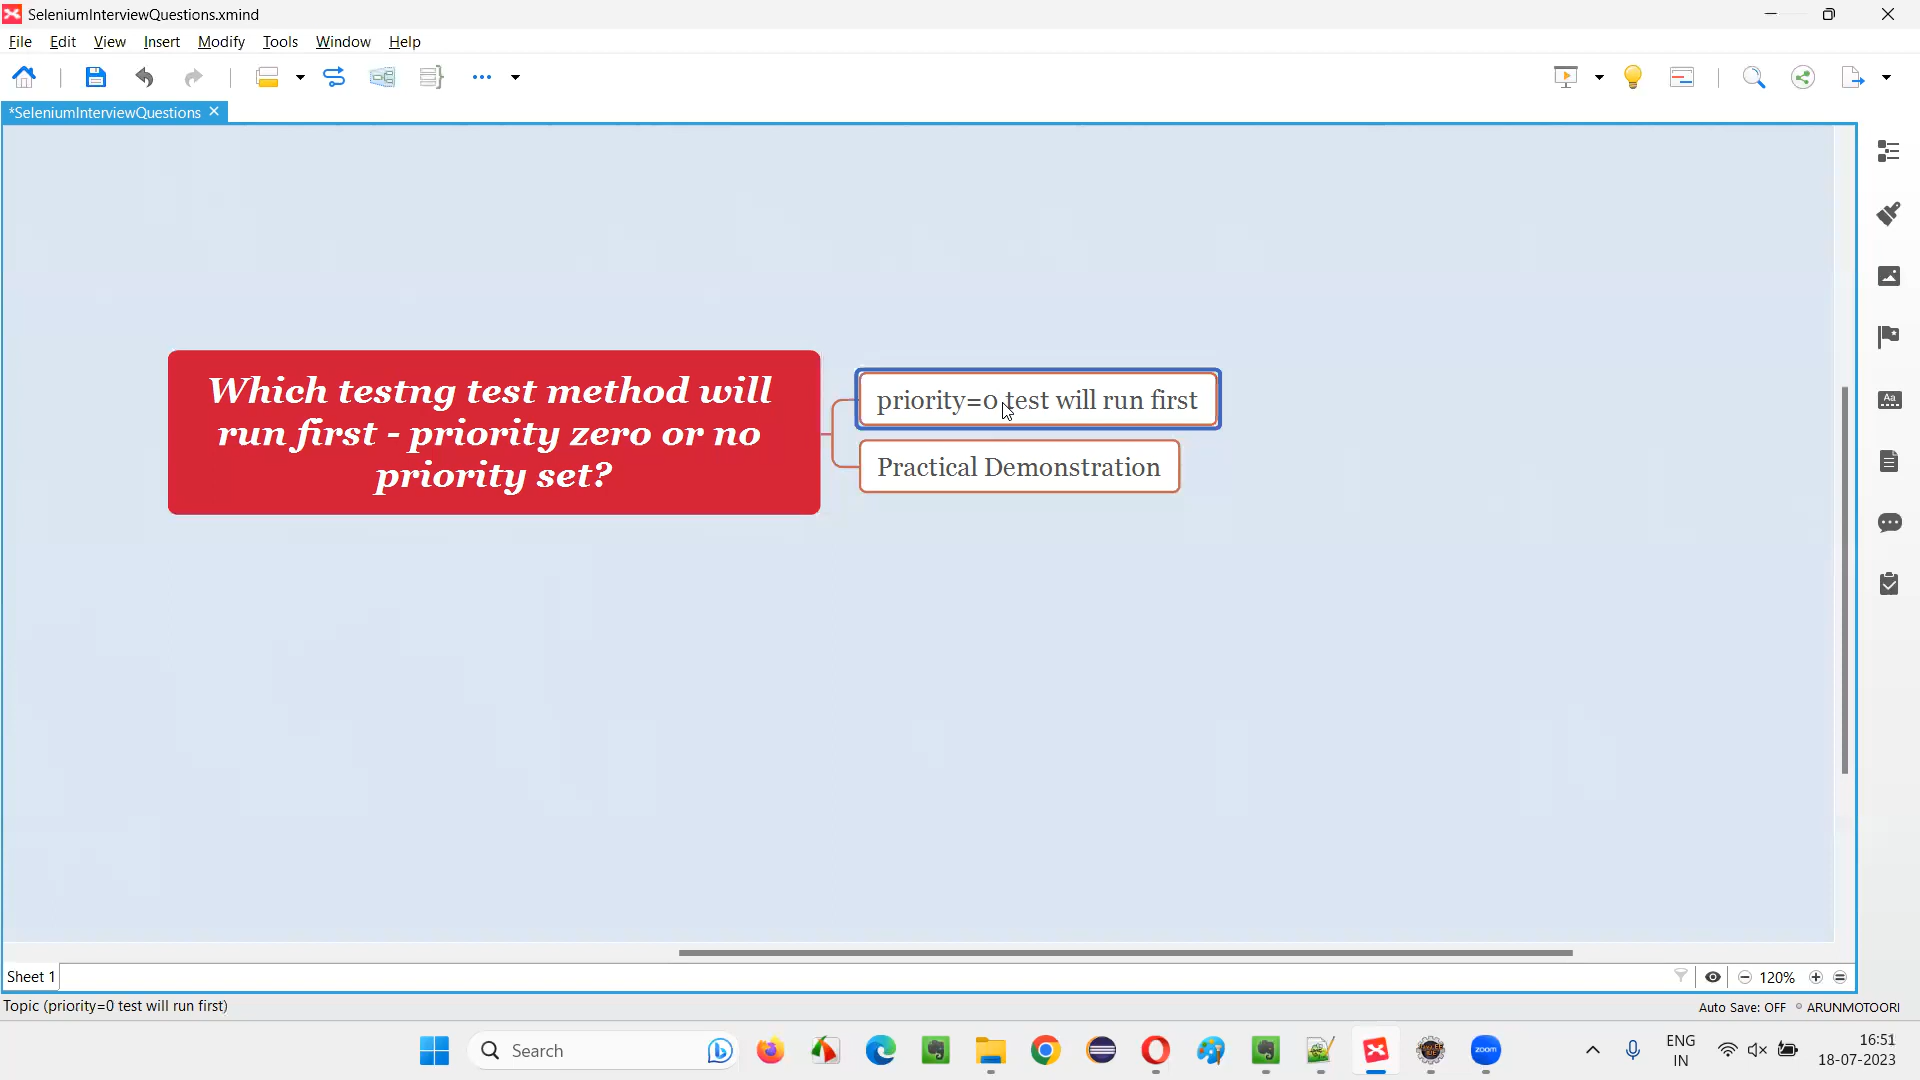 SeleniumInterviewQuestions.xmind
File Edit View Insert Modify Tools Window Help
*SeleniumInterviewQuestions
Which testng test method will
run first - priority zero or no
priority set?
priority=0 test will run first
Practical Demonstration
Aa
Sheet 1
120%
Topic (priority=0 test will run first)
Auto Save: OFF
ARUNMOTOORI
Search
zoom
ENG
IN
16:51
18-07-2023